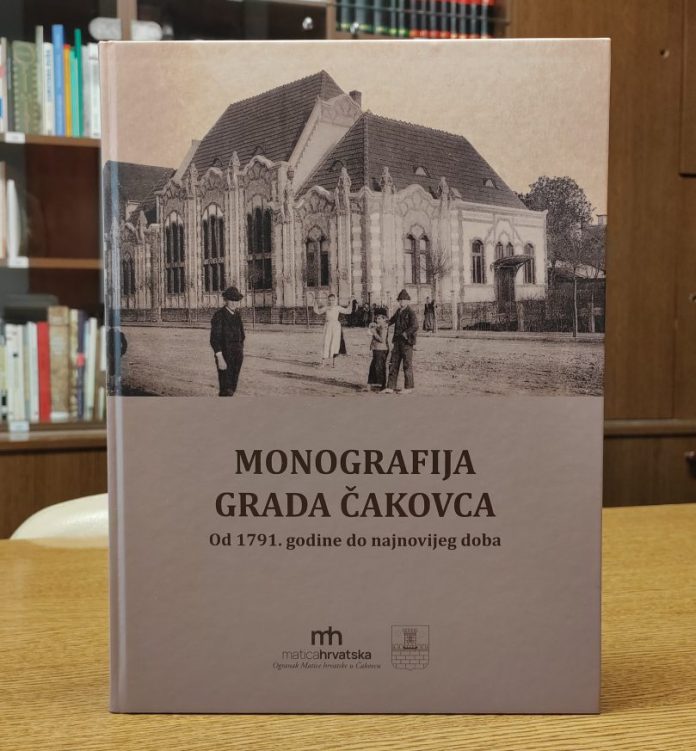 MONOGRAFIJA
GRADA ČAKOVCA
Od 1791. godine do najnovijeg doba
mh
maticahrvatska
Ogranak Matice hrvatske u Čakovcu